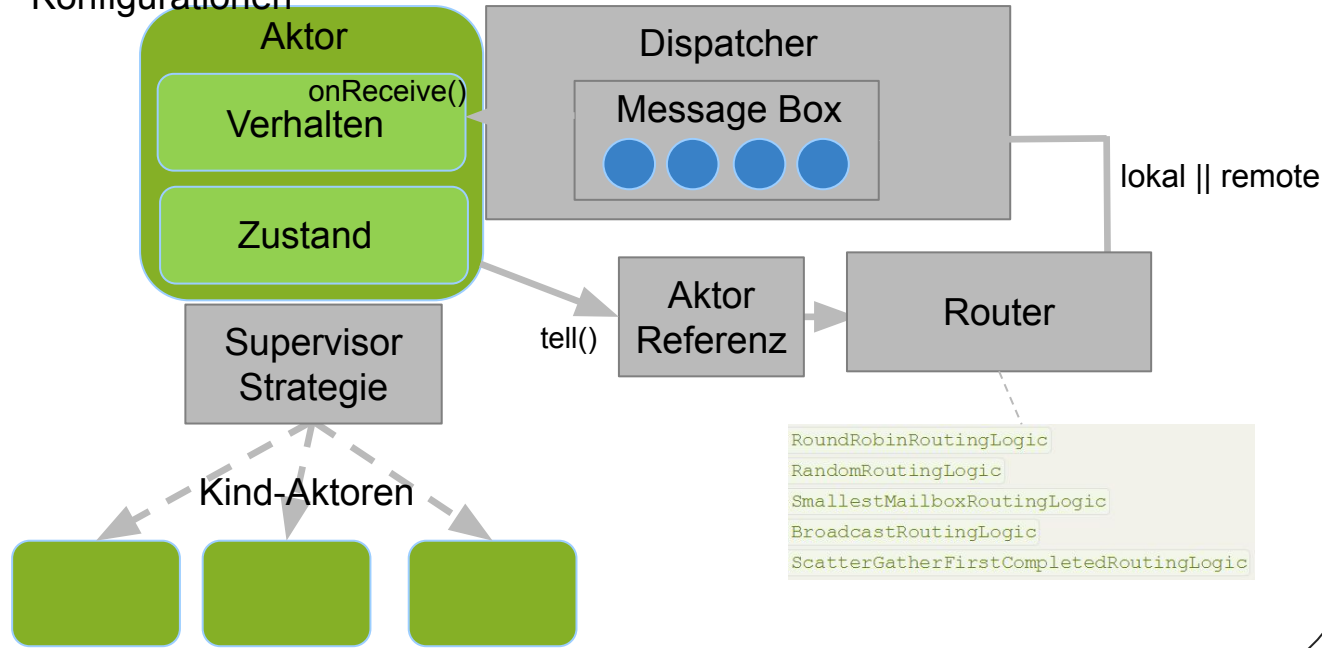 Konfigurationen
Aktor
onReceive()
Verhalten
Zustand
Dispatcher
Message Box
lokal || remote
tell()
Aktor
Referenz
Router
Supervisor
Strategie
Kind-Aktoren
RoundRobinRoutingLogic
RandomRoutingLogic
SmallestMailboxRoutingLogic
BroadcastRoutingLogic
ScatterGatherFirstCompletedRoutingLogic